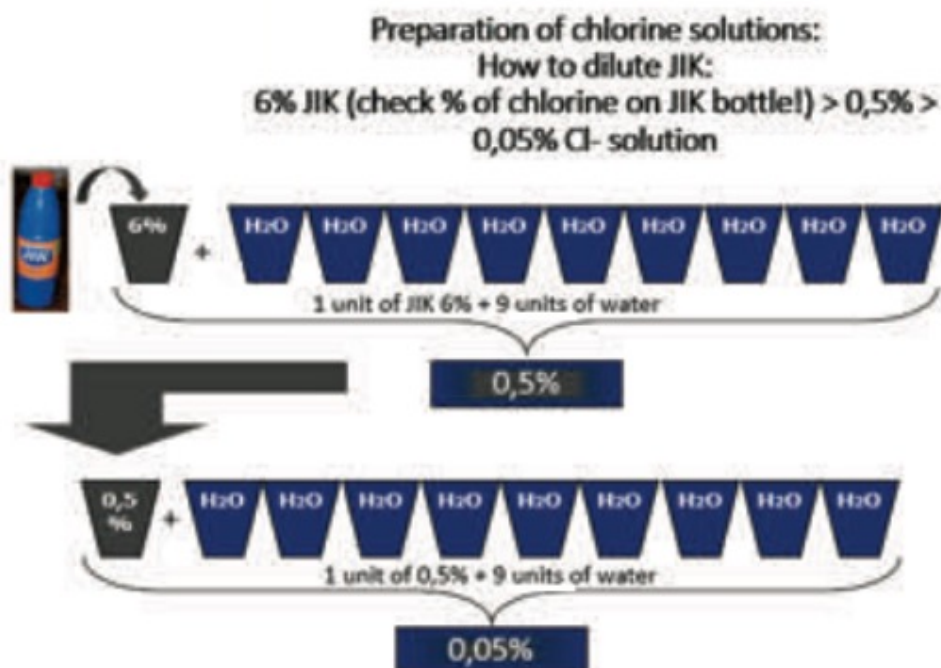 Preparation of chlorine solutions:
How to dilute JIK:
6% JIK (check % of chlorine on JIK bottle!) > 0,5% >
0,05% Cl- solution
JIK
6% + H2O H2O H2O H2O H2O H2O H2O H2O H2O
1 unit of JIK 6% + 9 units of water
0,5%
0,5
% + H2O H2O H2O H2O H2O H2O H2O H2O H2O
1 unit of 0,5% + 9 units of water
0,05%